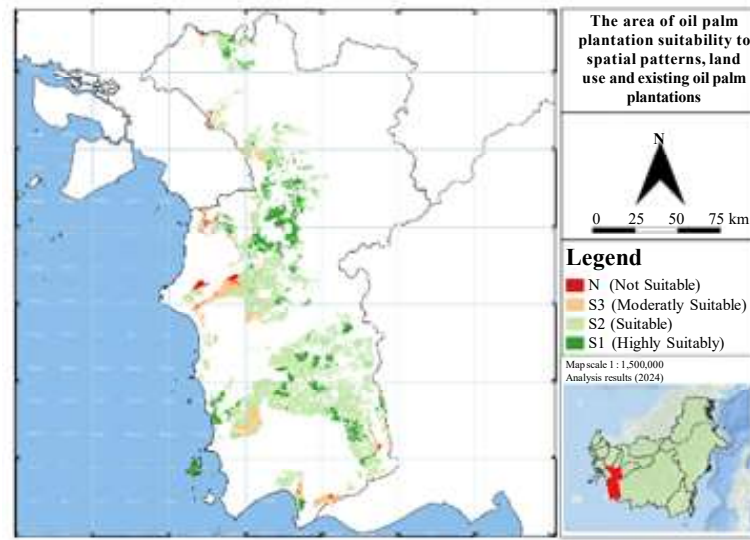 The area of oil palm
plantation suitability to
spatial patterns, land
use and existing oil palm
plantations
N
0 25 50 75 km
Legend
N (Not Suitable)
S3 (Moderatly Suitable)
S2 (Suitable)
S1 (Highly Suitably)
Map scale 1 : 1,500,000
Analysis results (2024)